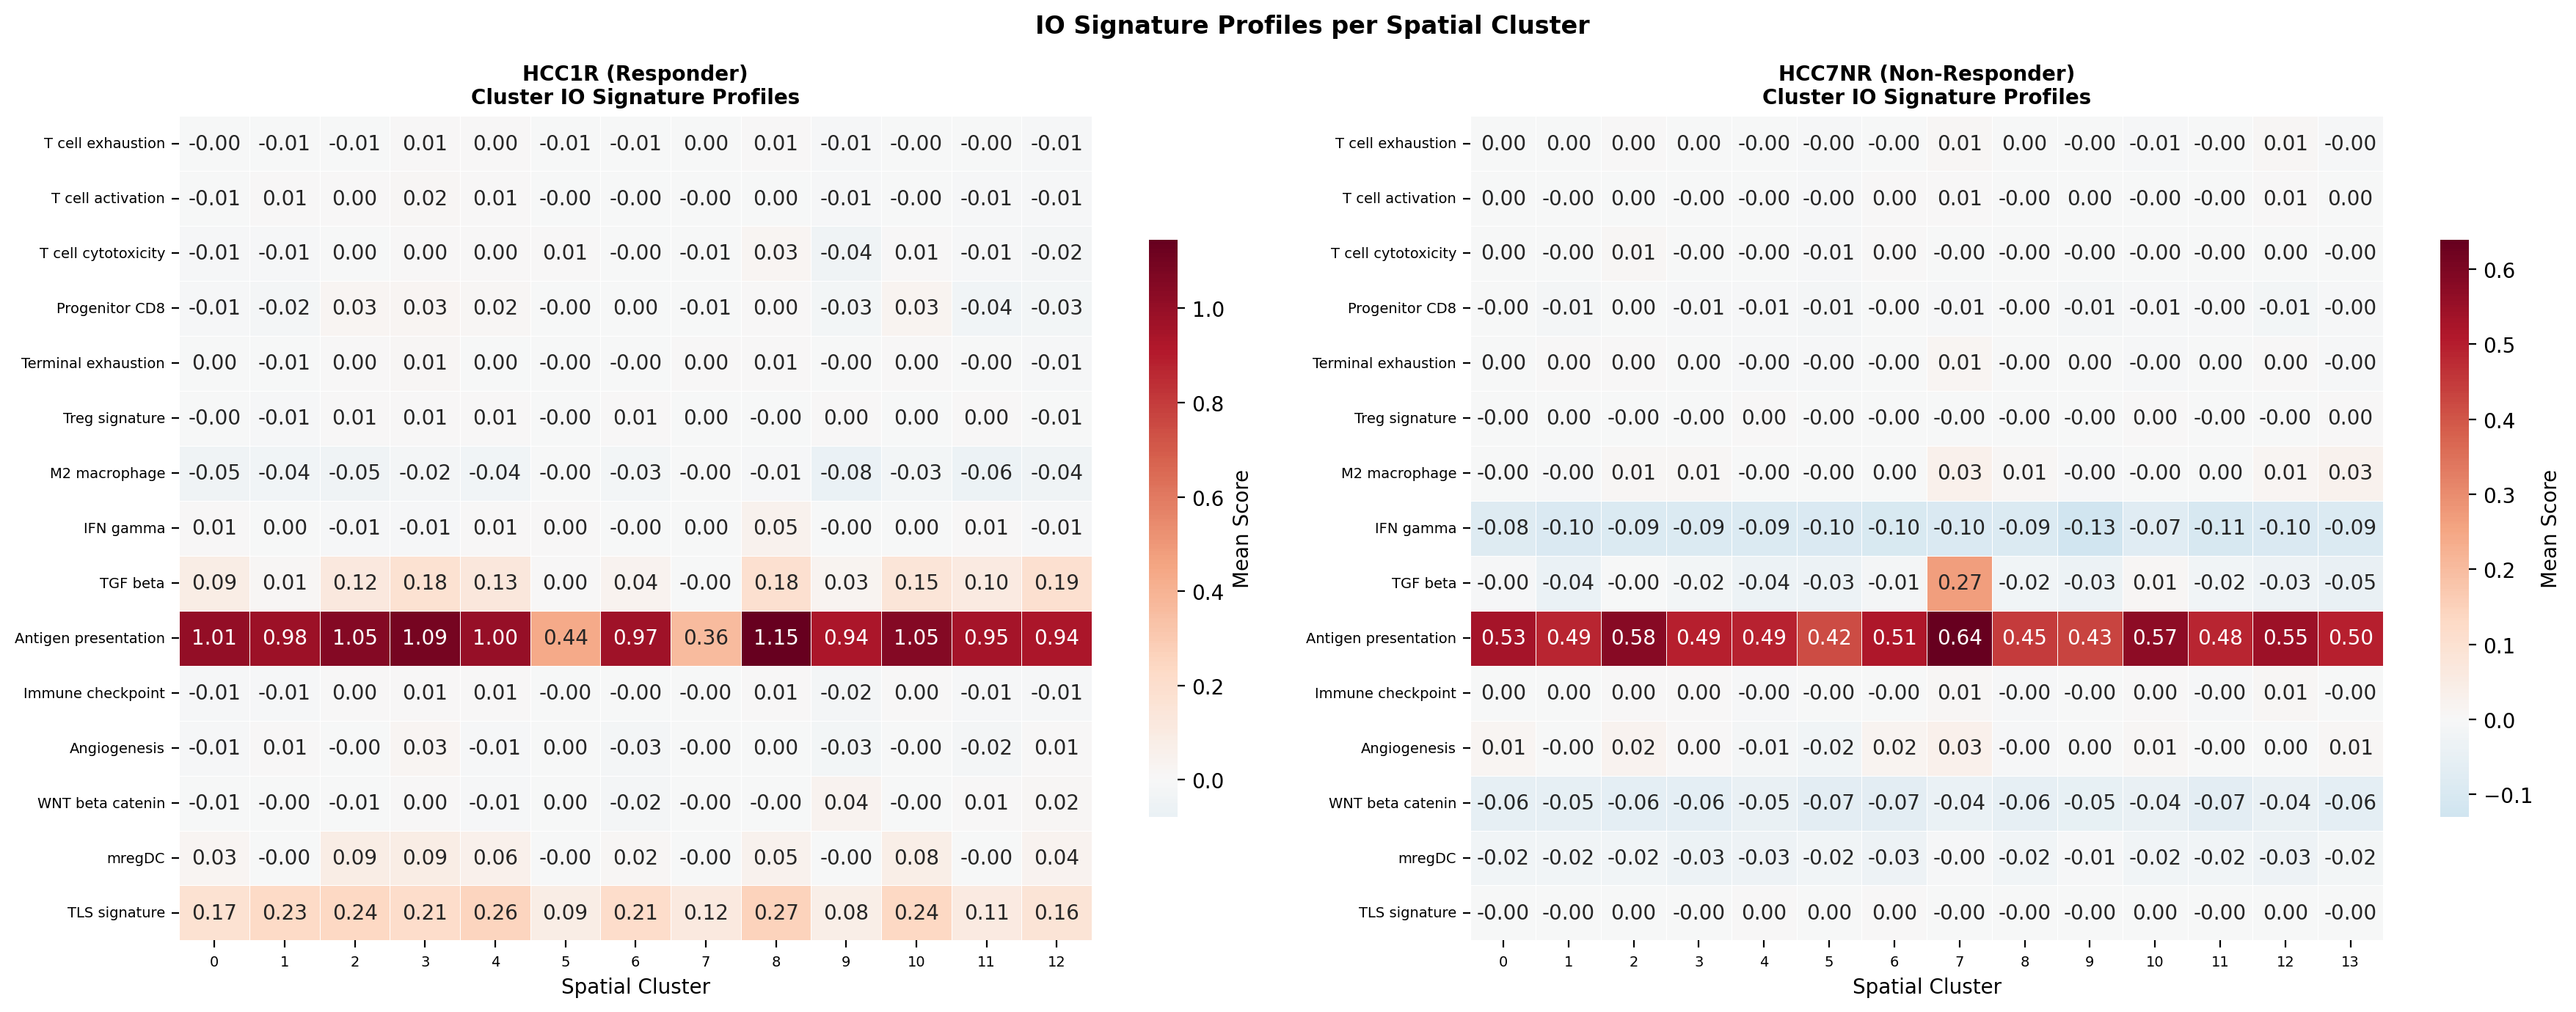 IO Signature Profiles per Spatial Cluster
HCC1R (Responder)
Cluster IO Signature Profiles
T cell exhaustion -0.00 -0.01 -0.01 0.01 0.00 -0.01 -0.01 0.00 0.01 -0.01 -0.00 -0.00 -0.01
T cell activation -0.01 0.01 0.00 0.02 0.01 -0.00 -0.00 -0.00 0.00 -0.01 -0.00 -0.01 -0.01
T cell cytotoxicity -0.01 -0.01 0.00 0.00 0.00 0.01 -0.00 -0.01 0.03 -0.04 0.01 -0.01 -0.02
Progenitor CD8 -0.01 -0.02 0.03 0.03 0.02 -0.00 0.00 -0.01 0.00 -0.03 0.03 -0.04 -0.03
Terminal exhaustion 0.00 -0.01 0.00 0.01 0.00 -0.00 -0.00 0.00 0.01 -0.00 -0.00 -0.00 -0.01
Treg signature -0.00 -0.01 0.01 0.01 0.01 -0.00 0.01 0.00 -0.00 0.00 0.00 0.00 -0.01
M2 macrophage -0.05 -0.04 -0.05 -0.02 -0.04 -0.00 -0.03 -0.00 -0.01 -0.08 -0.03 -0.06 -0.04
IFN gamma 0.01 0.00 -0.01 -0.01 0.01 0.00 -0.00 0.00 0.05 -0.00 0.00 0.01 -0.01
TGF beta 0.09 0.01 0.12 0.18 0.13 0.00 0.04 -0.00 0.18 0.03 0.15 0.10 0.19
Antigen presentation 1.01 0.98 1.05 1.09 1.00 0.44 0.97 0.36 1.15 0.94 1.05 0.95 0.94
Immune checkpoint -0.01 -0.01 0.00 0.01 0.01 -0.00 -0.00 -0.00 0.01 -0.02 0.00 -0.01 -0.01
Angiogenesis -0.01 0.01 -0.00 0.03 -0.01 0.00 -0.03 -0.00 0.00 -0.03 -0.00 -0.02 0.01
WNT beta catenin -0.01 -0.00 -0.01 0.00 -0.01 0.00 -0.02 -0.00 -0.00 0.04 -0.00 0.01 0.02
mregDC 0.03 -0.00 0.09 0.09 0.06 -0.00 0.02 -0.00 0.05 -0.00 0.08 -0.00 0.04
TLS signature 0.17 0.23 0.24 0.21 0.26 0.09 0.21 0.12 0.27 0.08 0.24 0.11 0.16
0 1 2 3 4 5 6 7 8 9 10 11 12
Spatial Cluster
1.0
0.8
0.6
0.4
0.2
0.0
Mean Score
HCC7NR (Non-Responder)
Cluster IO Signature Profiles
T cell exhaustion 0.00 0.00 0.00 0.00 -0.00 -0.00 -0.00 0.01 0.00 -0.00 -0.01 -0.00 0.01 -0.00
T cell activation 0.00 -0.00 0.00 -0.00 -0.00 -0.00 0.00 0.01 -0.00 0.00 -0.00 -0.00 0.01 0.00
T cell cytotoxicity 0.00 -0.00 0.01 -0.00 -0.00 -0.01 0.00 -0.00 -0.00 -0.00 -0.00 -0.00 -0.00 -0.00
Progenitor CD8 -0.00 -0.01 0.00 -0.01 -0.01 -0.01 -0.00 -0.01 -0.00 -0.01 -0.01 -0.00 -0.01 -0.00
Terminal exhaustion 0.00 0.00 0.00 0.00 -0.00 -0.00 -0.00 0.01 -0.00 0.00 -0.00 0.00 0.00 -0.00
Treg signature -0.00 0.00 -0.00 -0.00 0.00 -0.00 -0.00 -0.00 -0.00 -0.00 0.00 -0.00 -0.00 0.00
M2 macrophage -0.00 -0.00 0.01 0.01 -0.00 -0.00 0.00 0.03 0.01 -0.00 -0.00 0.00 0.01 0.03
IFN gamma -0.08 -0.10 -0.09 -0.09 -0.09 -0.10 -0.10 -0.10 -0.09 -0.13 -0.07 -0.11 -0.10 -0.09
TGF beta -0.00 -0.04 -0.00 -0.02 -0.04 -0.03 -0.01 0.27 -0.02 -0.03 0.01 -0.02 -0.03 -0.05
Antigen presentation 0.53 0.49 0.58 0.49 0.49 0.42 0.51 0.64 0.45 0.43 0.57 0.48 0.55 0.50
Immune checkpoint 0.00 0.00 0.00 0.00 -0.00 -0.00 -0.00 0.01 -0.00 -0.00 0.00 -0.00 0.01 -0.00
Angiogenesis 0.01 -0.00 0.02 0.00 -0.01 -0.02 0.02 0.03 -0.00 0.00 0.01 -0.00 0.00 0.01
WNT beta catenin -0.06 -0.05 -0.06 -0.06 -0.05 -0.07 -0.07 -0.04 -0.06 -0.05 -0.04 -0.07 -0.04 -0.06
mregDC -0.02 -0.02 -0.02 -0.03 -0.03 -0.02 -0.03 -0.00 -0.02 -0.01 -0.02 -0.02 -0.03 -0.02
TLS signature -0.00 -0.00 0.00 -0.00 0.00 0.00 0.00 -0.00 -0.00 -0.00 0.00 -0.00 0.00 -0.00
0 1 2 3 4 5 6 7 8 9 10 11 12 13
Spatial Cluster
0.6
0.5
0.4
0.3
0.2
0.1
0.0
−0.1
Mean Score